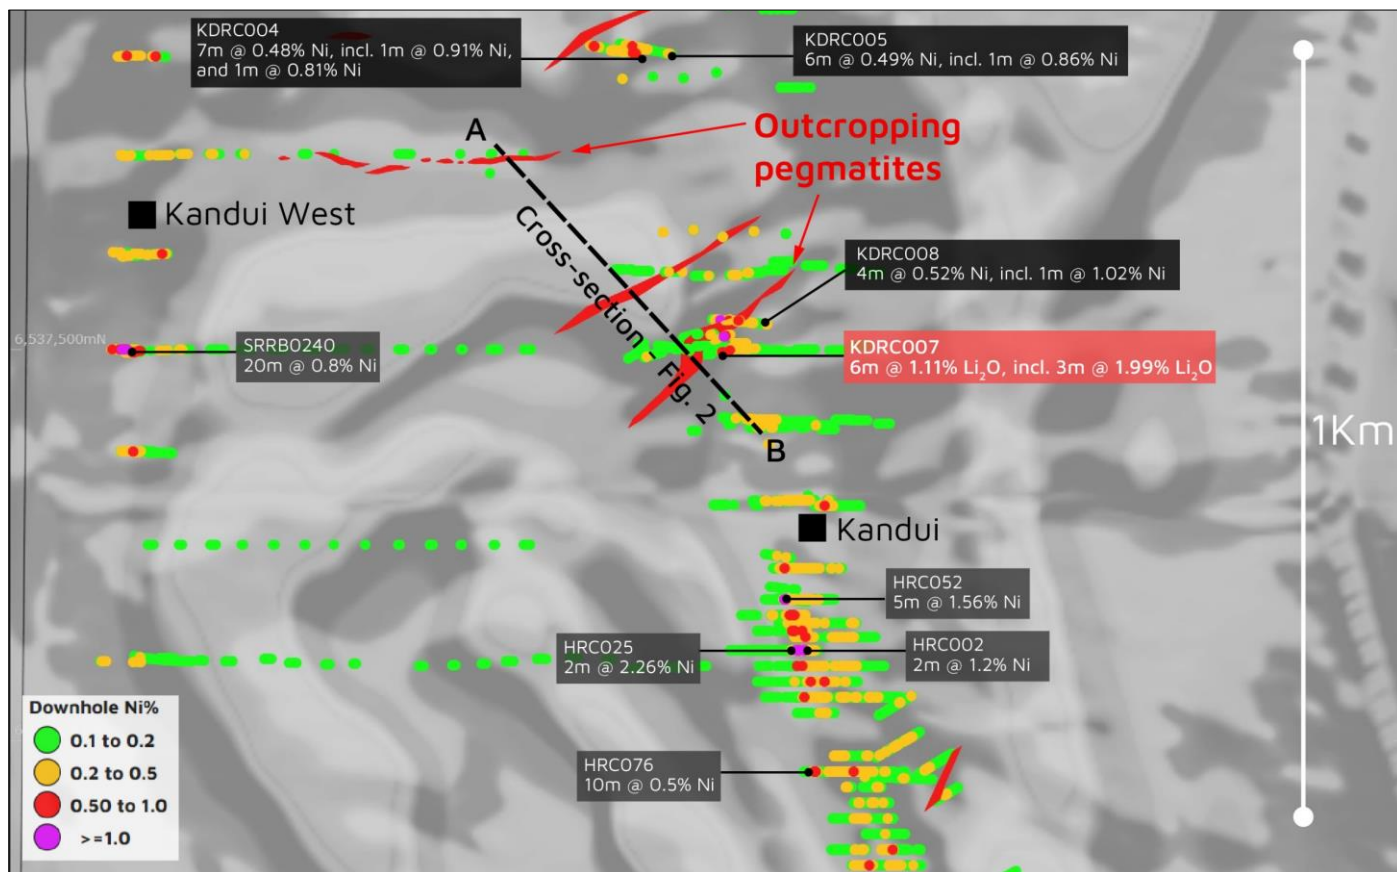 KDRC004
7m @ 0.48% Ni, incl. 1m @ 0.91% Ni,
and 1m @ 0.81% Ni
KDRC005
6m @ 0.49% Ni, incl. 1m @ 0.86% Ni
A
Outcropping
pegmatites
Kandui West
Cross-section - Fig. 2
KDRC008
4m @ 0.52% Ni, incl. 1m @ 1.02% Ni
6,537,500mN
SRRB0240
20m @ 0.8% Ni
KDRC007
6m @ 1.11% Li₂O, incl. 3m @ 1.99% Li₂O
1Km
B
Kandui
HRC052
5m @ 1.56% Ni
HRC025
2m @ 2.26% Ni
HRC002
2m @ 1.2% Ni
Downhole Ni%
0.1 to 0.2
0.2 to 0.5
0.50 to 1.0
>=1.0
HRC076
10m @ 0.5% Ni